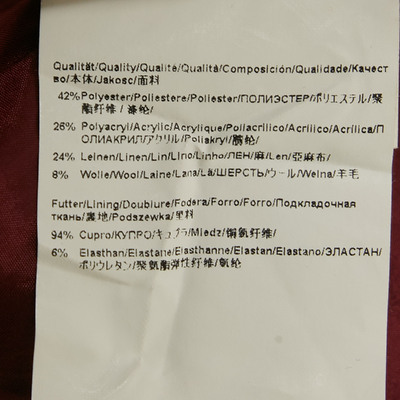 Qualität/Quality/Qualité/Qualità/Composición/Qualidade/Качест
во/本体/Jakosc/面料
42% Polyester/Poliestere/Poliester/ПОЛИЭСТЕР/ポリエステル/聚
酯纤维/涤纶
26% Polyacryl/Acrylic/Acrylique/Poliacrilico/Acrilico/Acrílica/П
ОЛИАКРИЛ/アクリル/Poliakryl/腈纶
24% Leinen/Linen/Lin/Lino/Linho/ЛЕН/麻/Len/亚麻布/
8% Wolle/Wool/Laine/Lana/Lã/ШЕРСТЬ/ウール/Welna/羊毛
Futter/Lining/Doublure/Fodera/Forro/Forro/Подкладочная
ткань/裏地/Podszewka/里料
94% Cupro/КУПРО/キュプラ/Miedz/铜氨纤维/
6% Elasthan/Elastane/Elasthanne/Elastan/Elastano/ЭЛАСТАН/
ポリウレタン/聚氨酯弹性纤维/氨纶